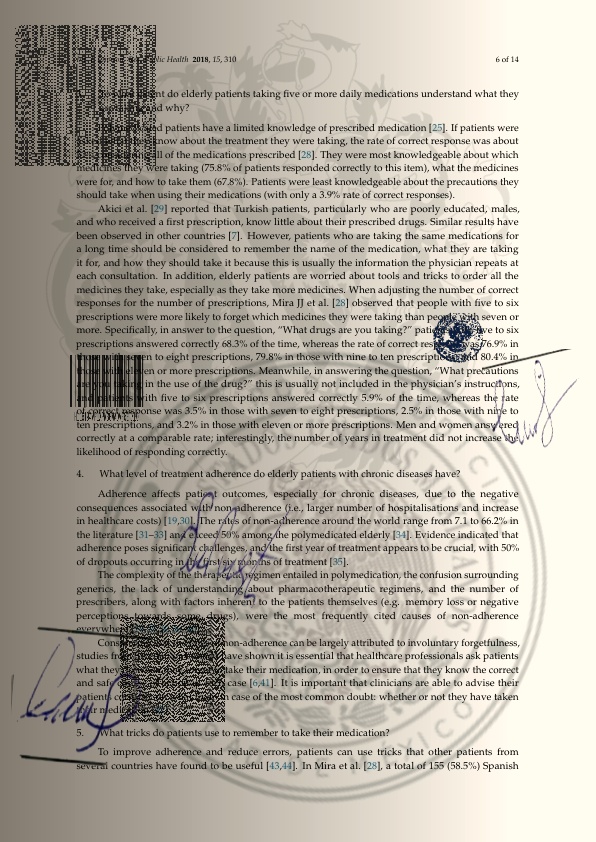 lic Health 2018, 15, 310
6 of 14
nt do elderly patients taking five or more daily medications understand what they
nd why?
patients have a limited knowledge of prescribed medication [25]. If patients were
know about the treatment they were taking, the rate of correct response was about
ll of the medications prescribed [28]. They were most knowledgeable about which
medicines they were taking (75.8% of patients responded correctly to this item), what the medicines
were for, and how to take them (67.8%). Patients were least knowledgeable about the precautions they
should take when using their medications (with only a 3.9% rate of correct responses).
Akici et al. [29] reported that Turkish patients, particularly who are poorly educated, males,
and who received a first prescription, know little about their prescribed drugs. Similar results have
been observed in other countries [7]. However, patients who are taking the same medications for
a long time should be considered to remember the name of the medication, what they are taking
it for, and how they should take it because this is usually the information the physician repeats at
each consultation. In addition, elderly patients are worried about tools and tricks to order all the
medicines they take, especially as they take more medicines. When adjusting the number of correct
responses for the number of prescriptions, Mira JJ et al. [28] observed that people with five to six
prescriptions were more likely to forget which medicines they were taking than people with seven or
more. Specifically, in answer to the question, “What drugs are you taking?” patie ve to six
prescriptions answered correctly 68.3% of the time, whereas the rate of correct res was 76.9% in
those with seven to eight prescriptions, 79.8% in those with nine to ten prescriptio and 80.4% in
those with eleven or more prescriptions. Meanwhile, in answering the question, “What precautions
are you taking in the use of the drug?” this is usually not included in the physician’s instructions,
and patients with five to six prescriptions answered correctly 5.9% of the time, whereas the rate
of correct response was 3.5% in those with seven to eight prescriptions, 2.5% in those with nine to
ten prescriptions, and 3.2% in those with eleven or more prescriptions. Men and women answered
correctly at a comparable rate; interestingly, the number of years in treatment did not increase the
likelihood of responding correctly.
4. What level of treatment adherence do elderly patients with chronic diseases have?
Adherence affects patient outcomes, especially for chronic diseases, due to the negative
consequences associated with non-adherence (i.e., larger number of hospitalisations and increase
in healthcare costs) [19,30]. The rates of non-adherence around the world range from 7.1 to 66.2% in
the literature [31–33] and exceed 50% among the polymedicated elderly [34]. Evidence indicated that
adherence poses significant challenges, and the first year of treatment appears to be crucial, with 50%
of dropouts occurring in the first six months of treatment [35].
The complexity of the therapeutic regimen entailed in polymedication, the confusion surrounding
generics, the lack of understanding about pharmacotherapeutic regimens, and the number of
prescribers, along with factors inherent to the patients themselves (e.g. memory loss or negative
perceptions towards some drugs), were the most frequently cited causes of non-adherence
everywhere
Cons non-adherence can be largely attributed to involuntary forgetfulness,
studies fr have shown it is essential that healthcare professionals ask patients
what they take their medication, in order to ensure that they know the correct
and safe case [6,41]. It is important that clinicians are able to advise their
patients in case of the most common doubt: whether or not they have taken
their medi
5. What tricks do patients use to remember to take their medication?
To improve adherence and reduce errors, patients can use tricks that other patients from
several countries have found to be useful [43,44]. In Mira et al. [28], a total of 155 (58.5%) Spanish